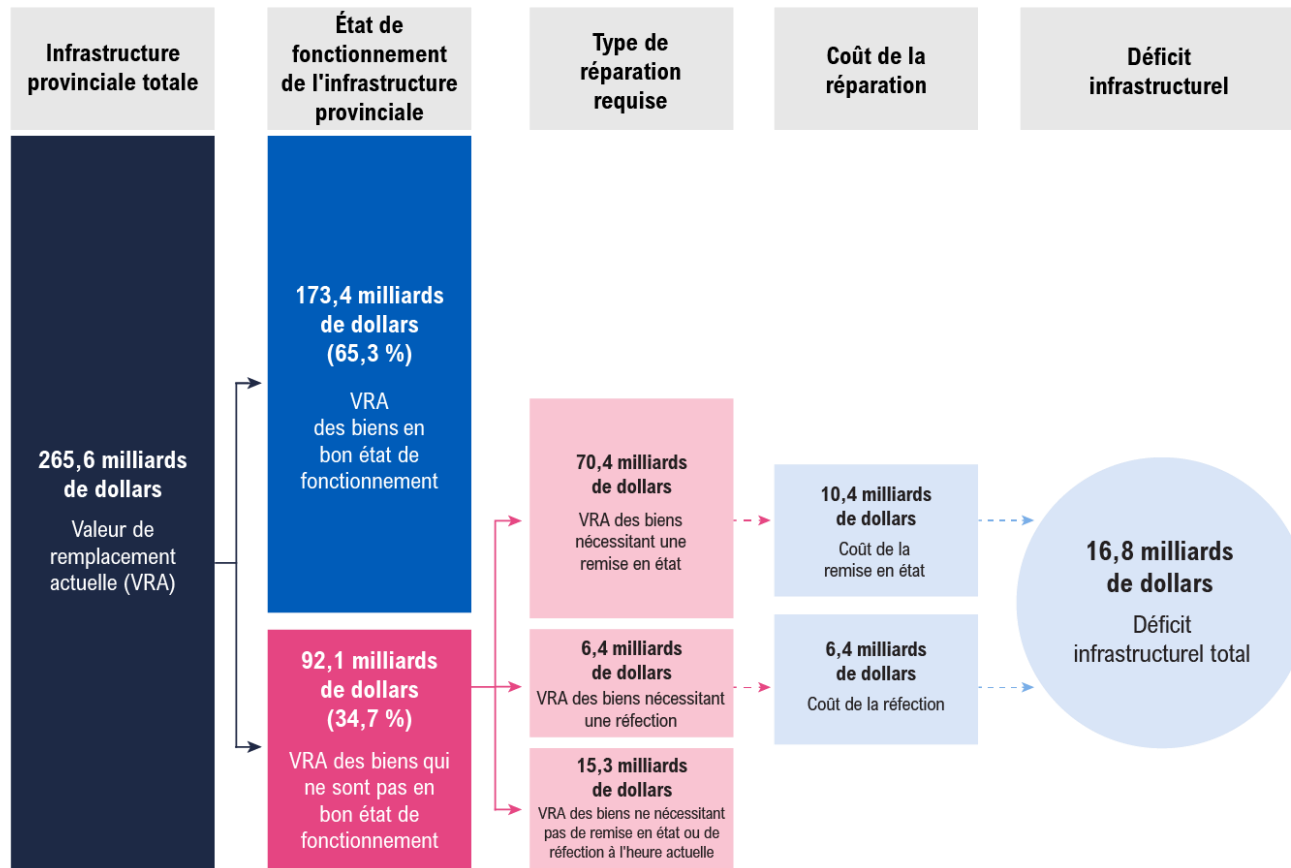 Infrastructure
provinciale totale
État de
fonctionnement
de l'infrastructure
provinciale
Type de
réparation
requise
Coût de la
réparation
Déficit
infrastructurel
265,6 milliards
de dollars
Valeur de
remplacement
actuelle (VRA)
173,4 milliards
de dollars
(65,3 %)
VRA
des biens en
bon état de
fonctionnement
92,1 milliards
de dollars
(34,7 %)
VRA des biens qui
ne sont pas en
bon état de
fonctionnement
70,4 milliards
de dollars
VRA des biens
nécessitant une
remise en état
6,4 milliards
de dollars
VRA des biens nécessitant
une réfection
15,3 milliards
de dollars
VRA des biens ne nécessitant
pas de remise en état ou de
réfection à l'heure actuelle
10,4 milliards
de dollars
Coût de la
remise en état
6,4 milliards
de dollars
Coût de la réfection
16,8 milliards
de dollars
Déficit
infrastructurel total